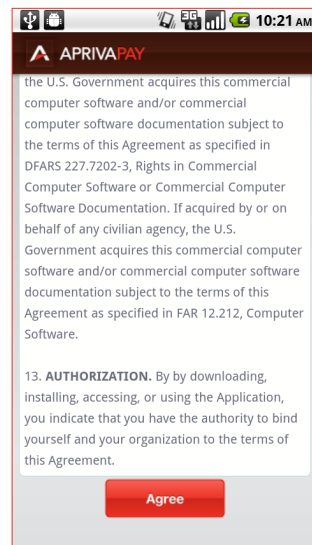 3G
10:21 AM
APRIVAPAY
the U.S. Government acquires this commercial
computer software and/or commercial
computer software documentation subject to
the terms of this Agreement as specified in
DFARS 227.7202-3, Rights in Commercial
Computer Software or Commercial Computer
Software Documentation. If acquired by or on
behalf of any civilian agency, the U.S.
Government acquires this commercial computer
software and/or commercial computer software
documentation subject to the terms of this
Agreement as specified in FAR 12.212, Computer
Software.
13. AUTHORIZATION. By by downloading,
installing, accessing, or using the Application,
you indicate that you have the authority to bind
yourself and your organization to the terms of
this Agreement.
Agree